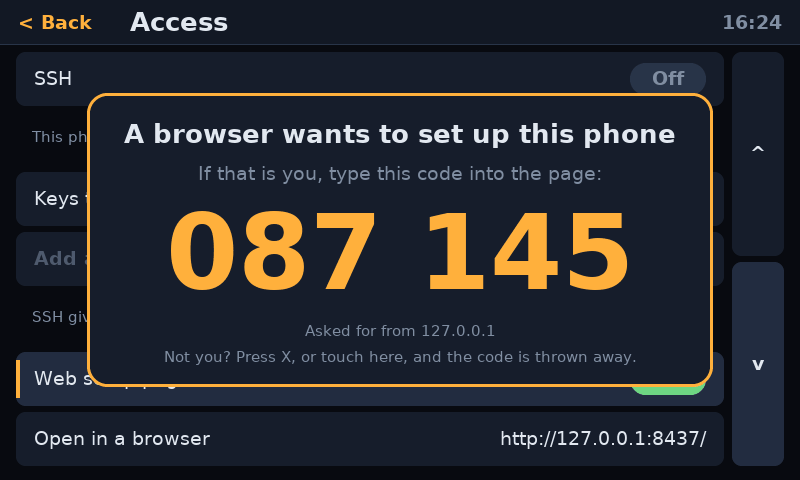 < Back Access 16:24
SSH Off
This ph
A browser wants to set up this phone
If that is you, type this code into the page:
Keys
087 145
Add
SSH giv
Asked for from 127.0.0.1
Not you? Press X, or touch here, and the code is thrown away.
^
v
Web
Open in a browser http://127.0.0.1:8437/